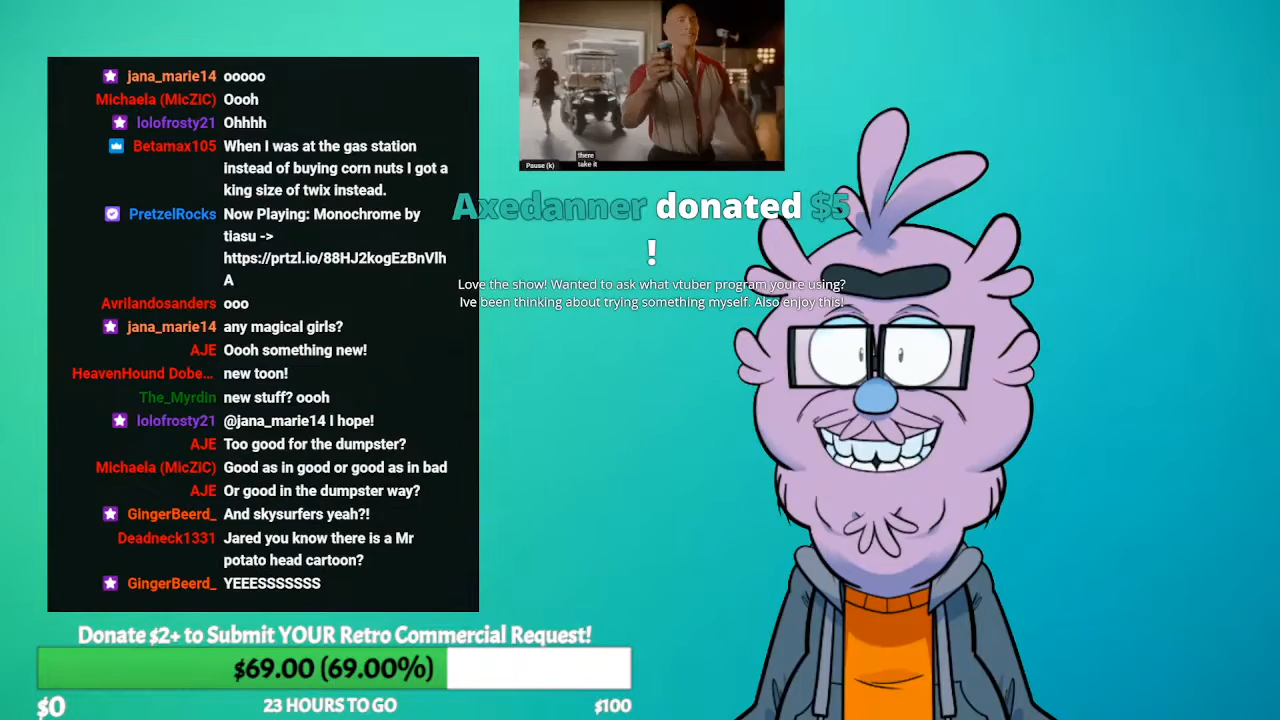 jana_marie14 ooooo
Michaela (MicZIC) Oooh
lolofrosty21 Ohhhh
Betamax105 When I was at the gas station
instead of buying corn nuts I got a
king size of twix instead.
PretzelRocks Now Playing: Monochrome by
tiasu ->
https://prtzl.io/88HJ2kogEzBnVlh
A
Avrilandosanders ooo
jana_marie14 any magical girls?
AJE Oooh something new!
HeavenHound Dobe... new toon!
The_Myrdin new stuff? oooh
lolofrosty21 @jana_marie14 I hope!
AJE Too good for the dumpster?
Michaela (MicZIC) Good as in good or good as in bad
AJE Or good in the dumpster way?
GingerBeerd_ And skysurfers yeah?!
Deadneck1331 Jared you know there is a Mr
potato head cartoon?
GingerBeerd_ YEEESSSSSSS
there
take it
Pause (k)
Axedanner donated $5
!
Love the show! Wanted to ask what vtuber program youre using?
Ive been thinking about trying something myself. Also enjoy this!
Donate $2+ to Submit YOUR Retro Commercial Request!
$69.00 (69.00%)
$0 23 HOURS TO GO $100